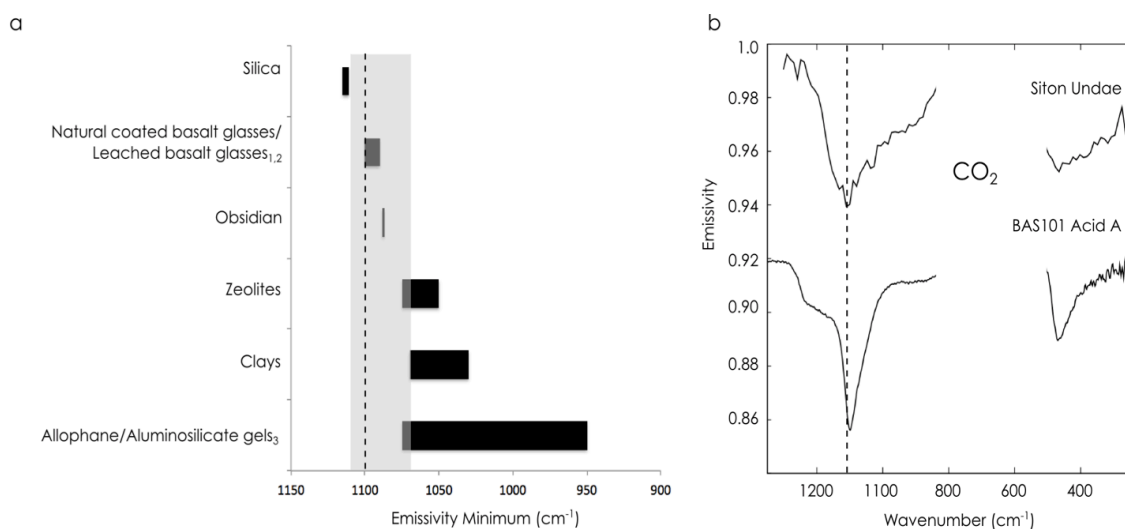 a
Silica
Natural coated basalt glasses/
Leached basalt glasses1,2
Obsidian
Zeolites
Clays
Allophane/Aluminosilicate gels3
1150 1100 1050 1000 950 900
Emissivity Minimum (cm-1)
b
1.0
0.98
0.96
0.94
0.92
0.90
0.88
0.86
Emissivity
Siton Undae
CO2
BAS101 Acid A
1200 1000 800 600 400
Wavenumber (cm-1)